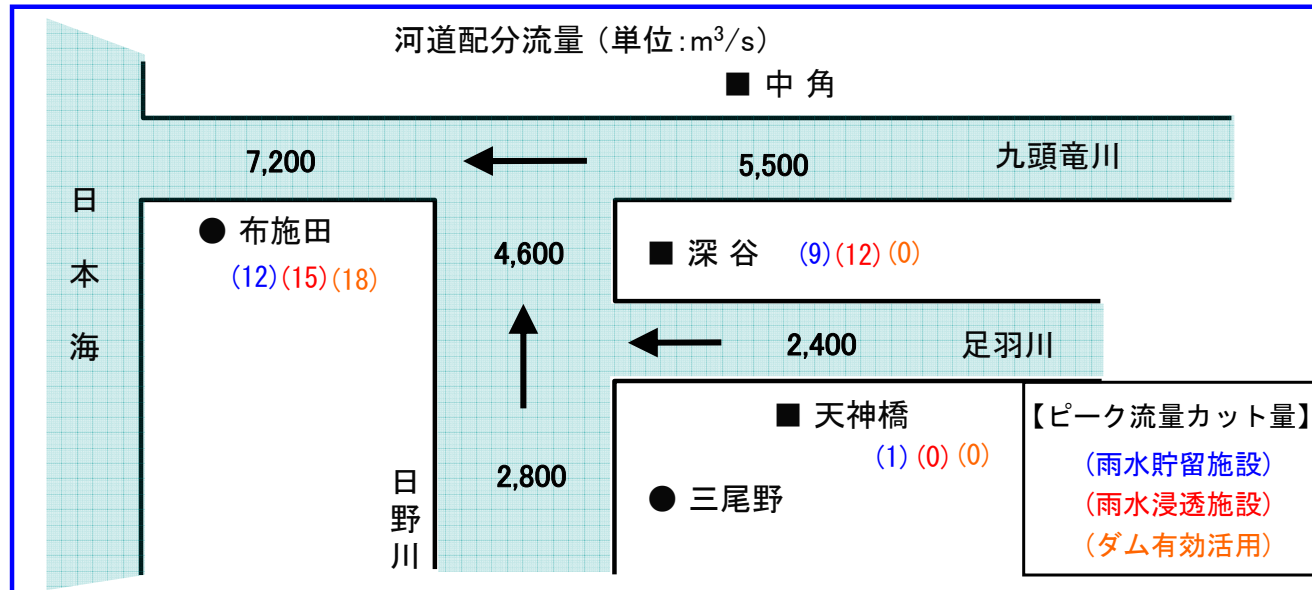 河道配分流量（単位:m³/s）
■ 中 角
7,200
5,500
九頭竜川
日本海
● 布施田
(12)(15)(18)
4,600
■ 深 谷 (9)(12)(0)
2,400
足羽川
■ 天神橋
(1)(0)(0)
2,800
日野川
● 三尾野
【ピーク流量カット量】
(雨水貯留施設)
(雨水浸透施設)
(ダム有効活用)